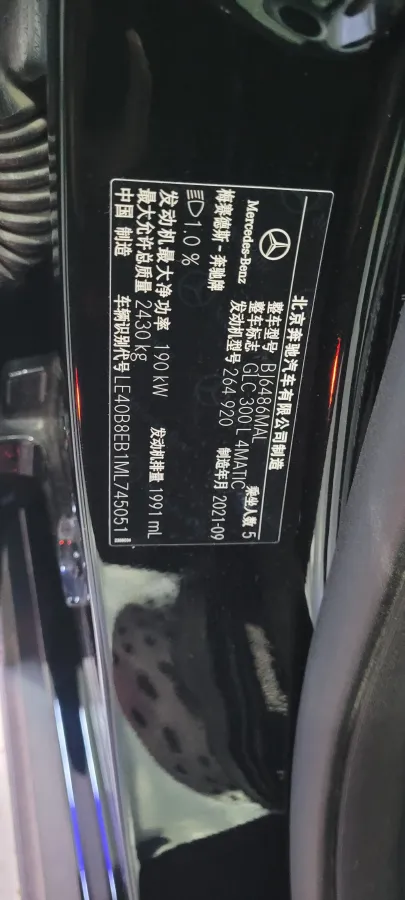 北京奔驰汽车有限公司制造
Mercedes-Benz
梅赛德斯-奔驰牌
整车型号 BJ6486MAL
整车标志 GLC 300 L 4MATIC 乘坐人数 5
发动机型号 264 920 制造年月 2021-09
1.0 %
发动机最大净功率 190 kW 发动机排量 1991 mL
最大允许总质量 2430 kg
中国 制造 车辆识别代号 LE40B8EB1ML745051